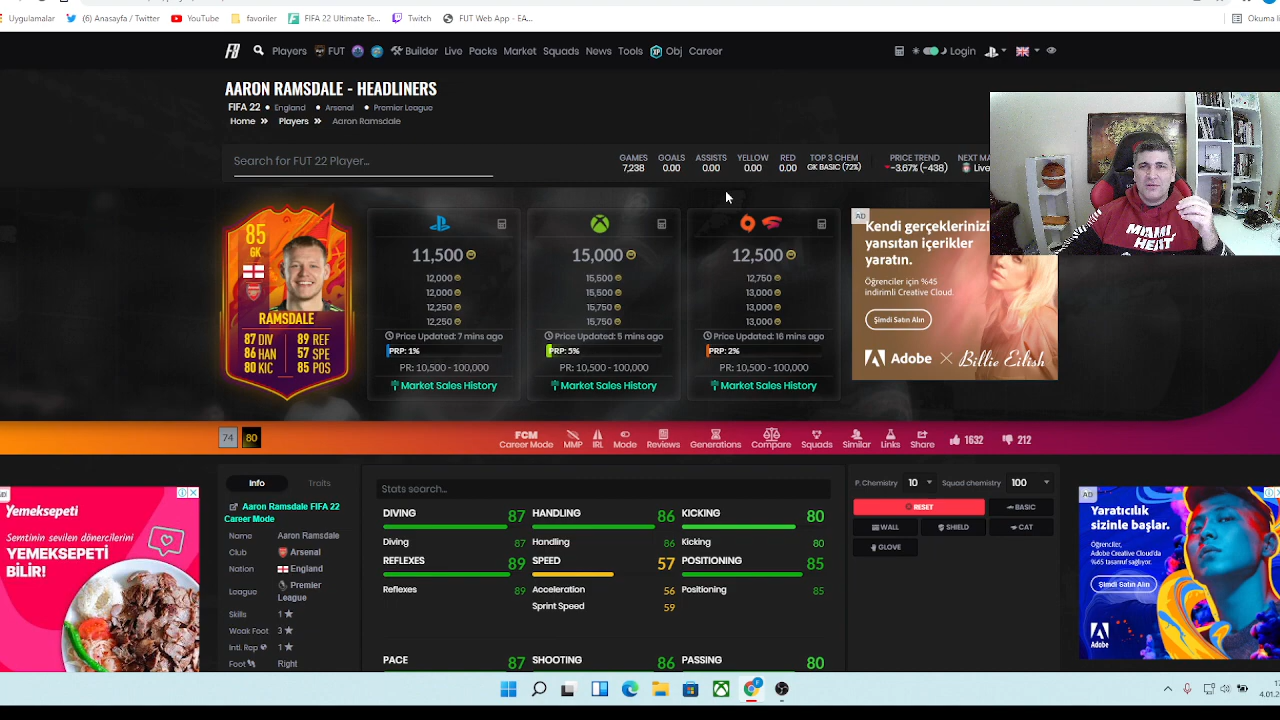 Uygulamalar
(6) Anasayfa / Twitter
YouTube
favoriler
FIFA 22 Ultimate Te...
Twitch
FUT Web App - EA...
Okuma li
Players
FUT
Builder
Live
Packs
Market
Squads
News
Tools
Obj
Career
Login
AARON RAMSDALE - HEADLINERS
FIFA 22 • England • Arsenal • Premier League
Home » Players » Aaron Ramsdale
Search for FUT 22 Player...
GAMES
7,238
GOALS
0.00
ASSISTS
0.00
YELLOW
0.00
RED
0.00
TOP 3 CHEM
GK BASIC (72%)
PRICE TREND
-3.67% (-438)
NEXT MA
Live
MIAMI
HEAT
85
GK
RAMSDALE
87 DIV 89 REF
86 HAN 57 SPE
80 KIC 85 POS
11,500
12,000
12,000
12,250
12,250
Price Updated: 7 mins ago
PRP: 1%
PR: 10,500 - 100,000
Market Sales History
15,000
15,500
15,500
15,750
15,750
Price Updated: 5 mins ago
PRP: 5%
PR: 10,500 - 100,000
Market Sales History
12,500
12,750
13,000
13,000
13,000
Price Updated: 16 mins ago
PRP: 2%
PR: 10,500 - 100,000
Market Sales History
AD
Kendi gerçeklerinizi
yansıtan içerikler
yaratın.
Öğrenciler için %45
indirimli Creative Cloud.
Şimdi Satın Alın
Adobe × Billie Eilish
74
80
FCM
Career Mode
MMP
IRL
Mode
Reviews
Generations
Compare
Squads
Similar
Links
Share
1632
212
AD
Yemeksepeti
Semtinin sevilen dönercilerini
YEMEKSEPETİ
BİLİR!
Info
Traits
Aaron Ramsdale FIFA 22
Career Mode
Name Aaron Ramsdale
Club Arsenal
Nation England
League Premier
League
Skills 1★
Weak Foot 3★
Intl. Rep 1★
Foot Right
Stats search...
DIVING 87
Diving 87
REFLEXES 89
Reflexes 89
HANDLING 86
Handling 86
SPEED 57
Acceleration 56
Sprint Speed 59
KICKING 80
Kicking 80
POSITIONING 85
Positioning 85
PACE 87
SHOOTING 86
PASSING 80
P.Chemistry 10
Squad chemistry 100
RESET
BASIC
WALL
SHIELD
CAT
GLOVE
AD
Yaratıcılık
sizinle başlar.
Öğrenciler,
Adobe Creative Cloud'da
%65 tasarruf sağlıyor.
Şimdi Satın Alın
Adobe
4.01.20